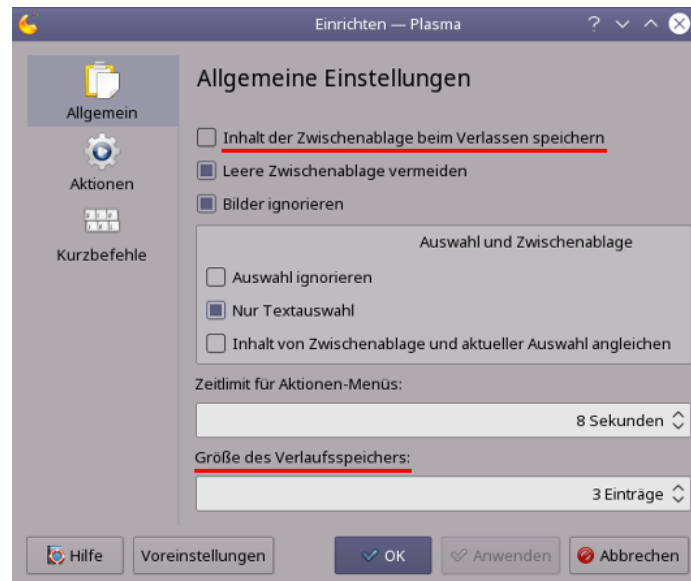 Einrichten — Plasma
Allgemein
Aktionen
Kurzbefehle
Allgemeine Einstellungen
Inhalt der Zwischenablage beim Verlassen speichern
Leere Zwischenablage vermeiden
Bilder ignorieren
Auswahl und Zwischenablage
Auswahl ignorieren
Nur Textauswahl
Inhalt von Zwischenablage und aktueller Auswahl angleichen
Zeitlimit für Aktionen-Menüs:
8 Sekunden
Größe des Verlaufsspeichers:
3 Einträge
Hilfe Voreinstellungen OK Anwenden Abbrechen